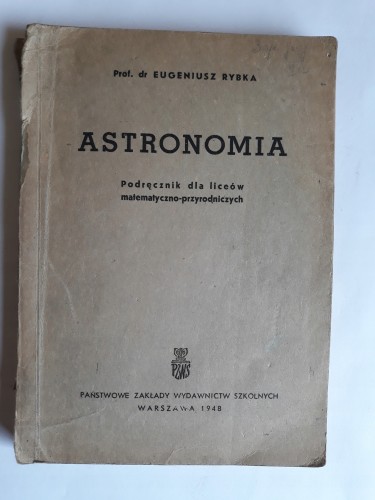 Prof. dr EUGENIUSZ RYBKA
ASTRONOMIA
Podręcznik dla liceów
matematyczno-przyrodniczych
PZWS
PAŃSTWOWE ZAKŁADY WYDAWNICTW SZKOLNYCH
WARSZAWA 1948